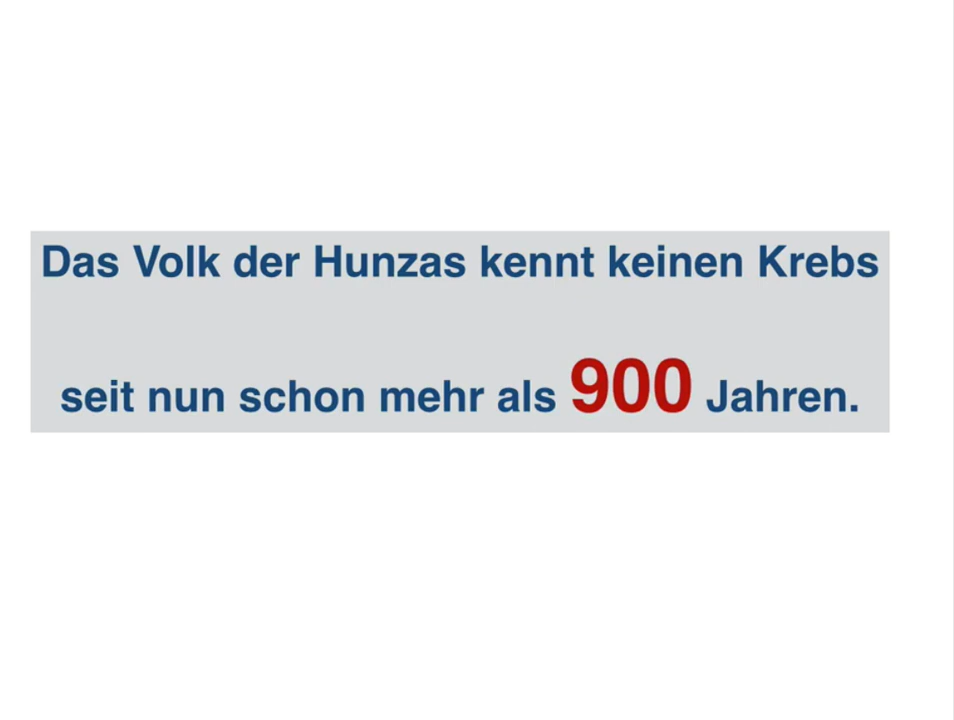 Das Volk der Hunzas kennt keinen Krebs
seit nun schon mehr als 900 Jahren.